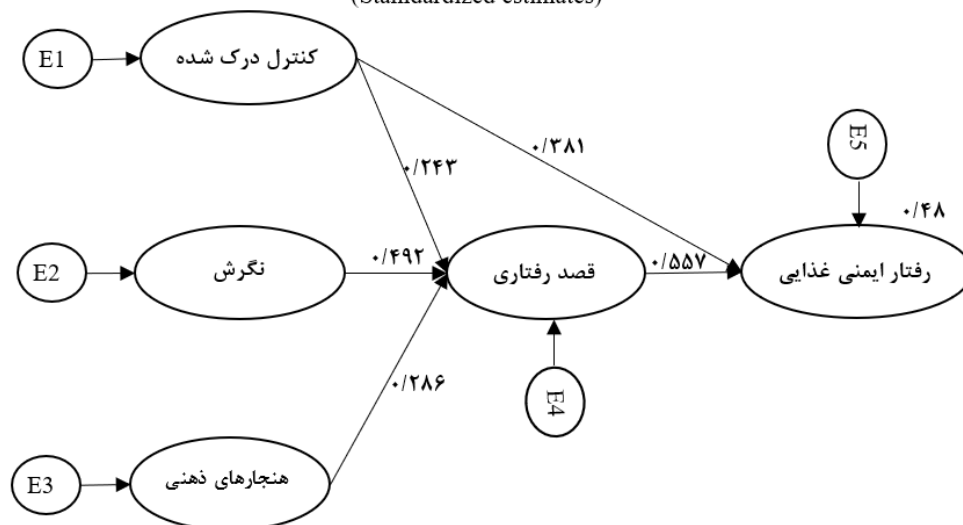 (Standardized estimates)
E1
کنترل درک شده
۰/۳۸۱
۰/۲۴۳
E5
۰/۴۸
E2
نگرش
۰/۴۹۲
قصد رفتاری
۰/۵۵۷
رفتار ایمنی غذایی
۰/۲۸۶
E4
E3
هنجارهای ذهنی